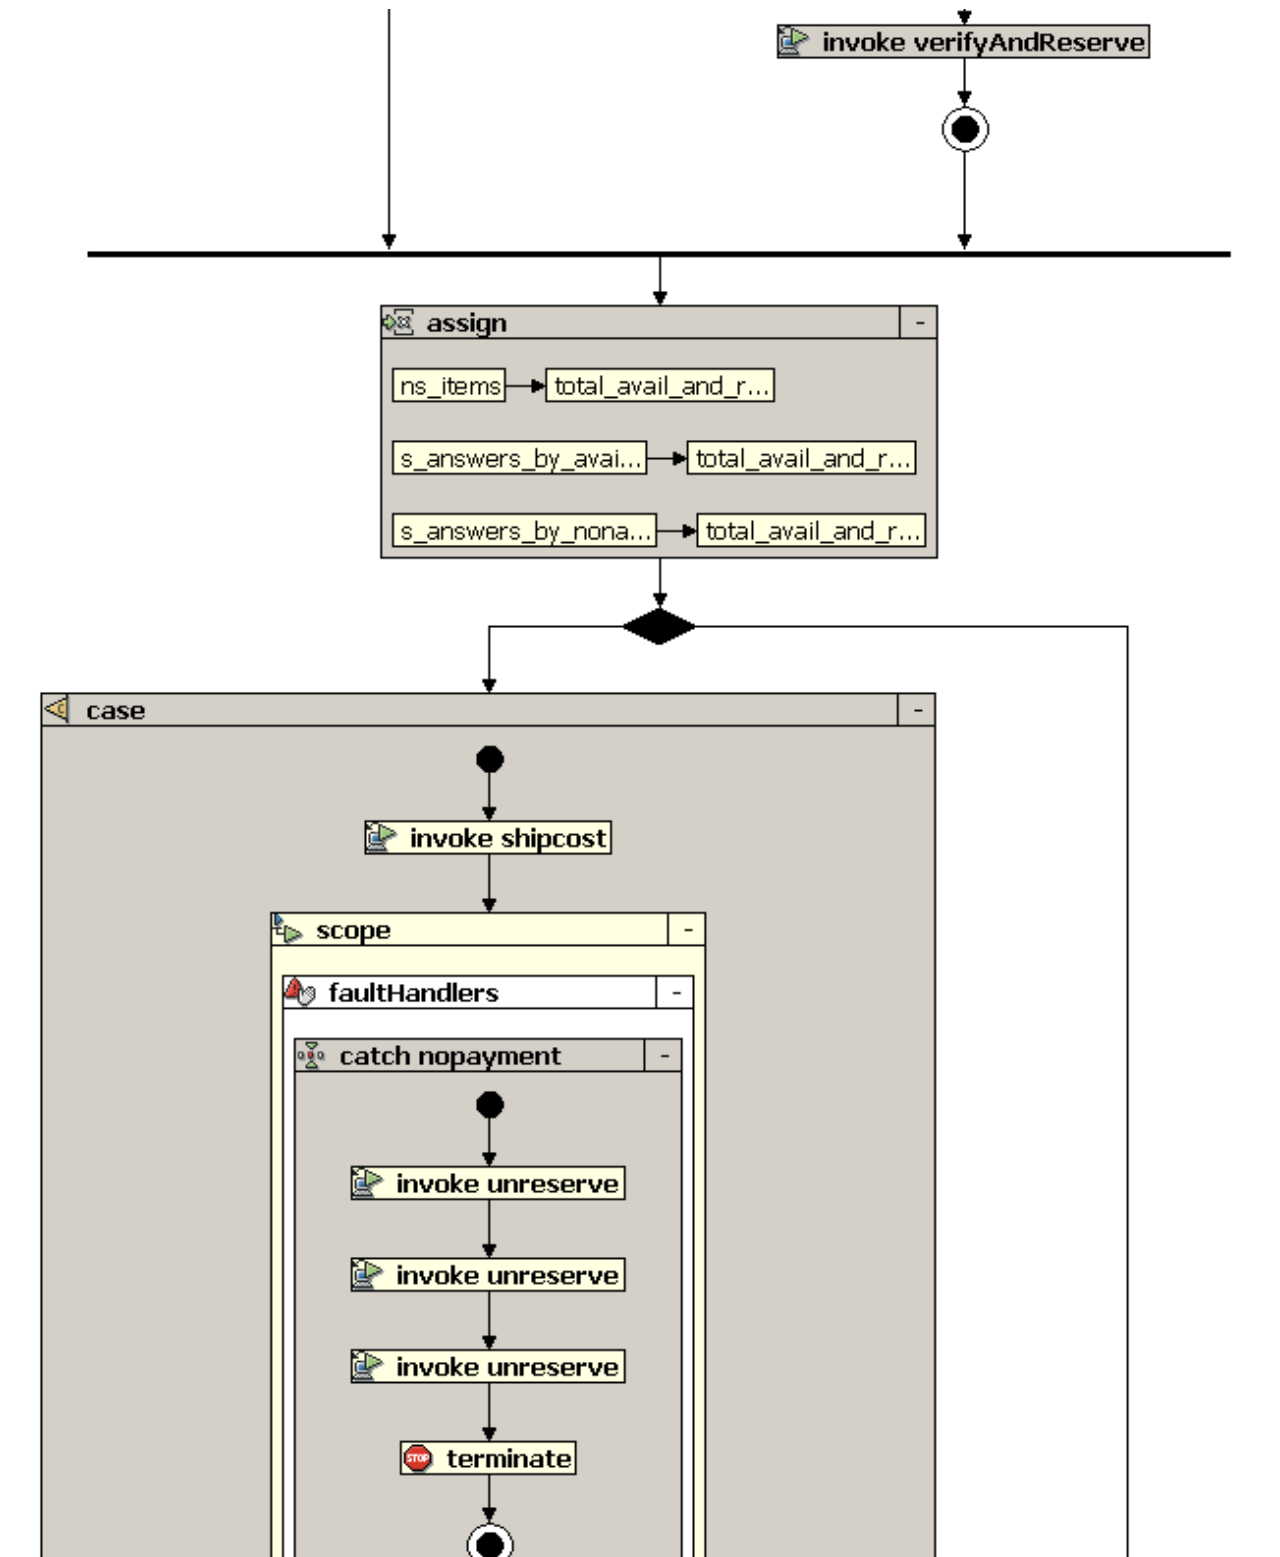 invoke verifyAndReserve
assign -
ns_items total_avail_and_r...
s_answers_by_avai... total_avail_and_r...
s_answers_by_nona... total_avail_and_r...
case -
invoke shipcost
scope -
faultHandlers -
catch nopayment -
invoke unreserve
invoke unreserve
invoke unreserve
STOP terminate